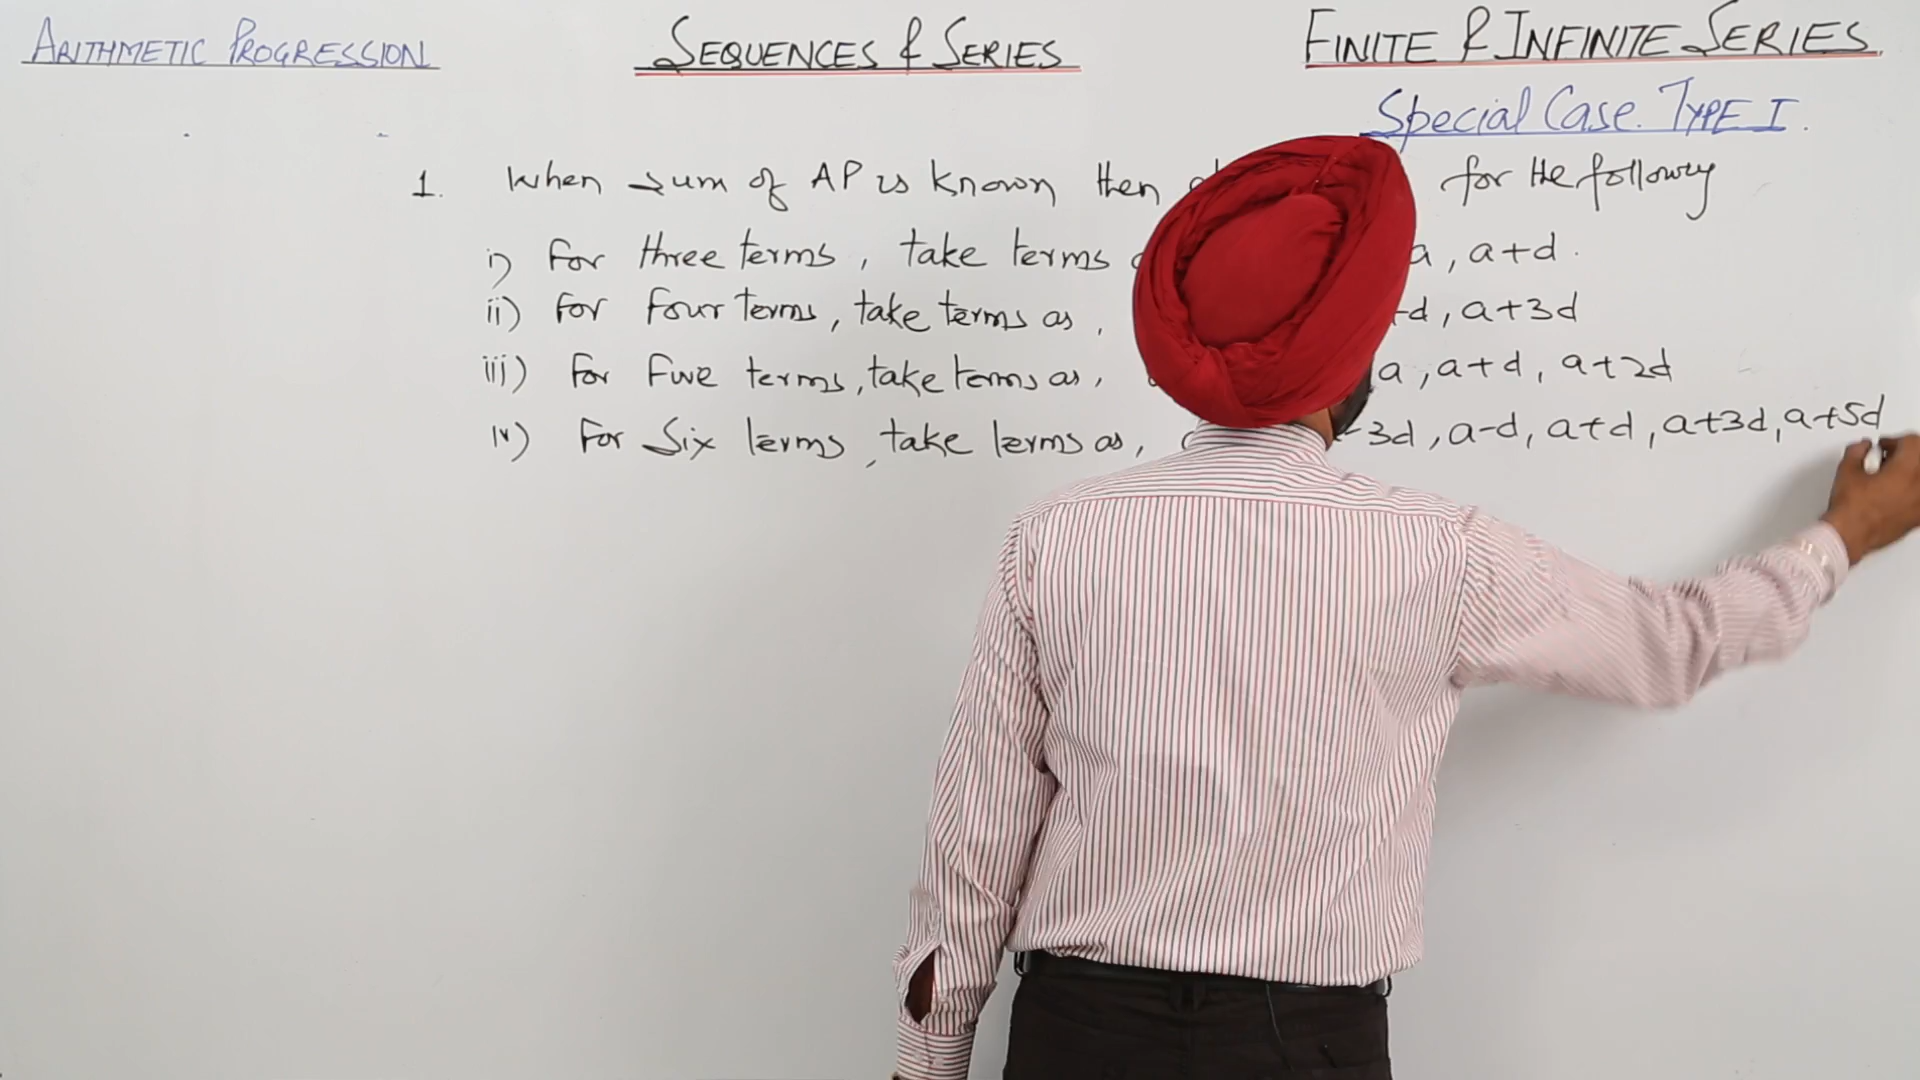 ARITHMETIC PROGRESSION
SEQUENCES & SERIES
FINITE & INFINITE SERIES
Special Case. TYPE I.
1. When sum of AP is known then for the following
i) For three terms, take terms a, a+d.
ii) For four terms, take terms as, d, a+3d
iii) For Five terms, take terms as, a, a+d, a+2d
iv) For Six terms, take terms as, -3d, a-d, a+d, a+3d, a+5d